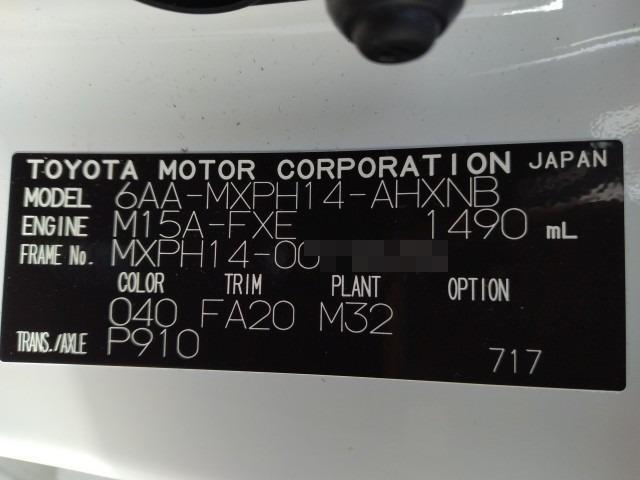 TOYOTA MOTOR CORPORATION JAPAN
MODEL 6AA-MXPH14-AHXNB
ENGINE M15A-FXE 1490 mL
FRAME No. MXPH14-00
COLOR TRIM PLANT OPTION
040 FA20 M32
TRANS./AXLE P910
717